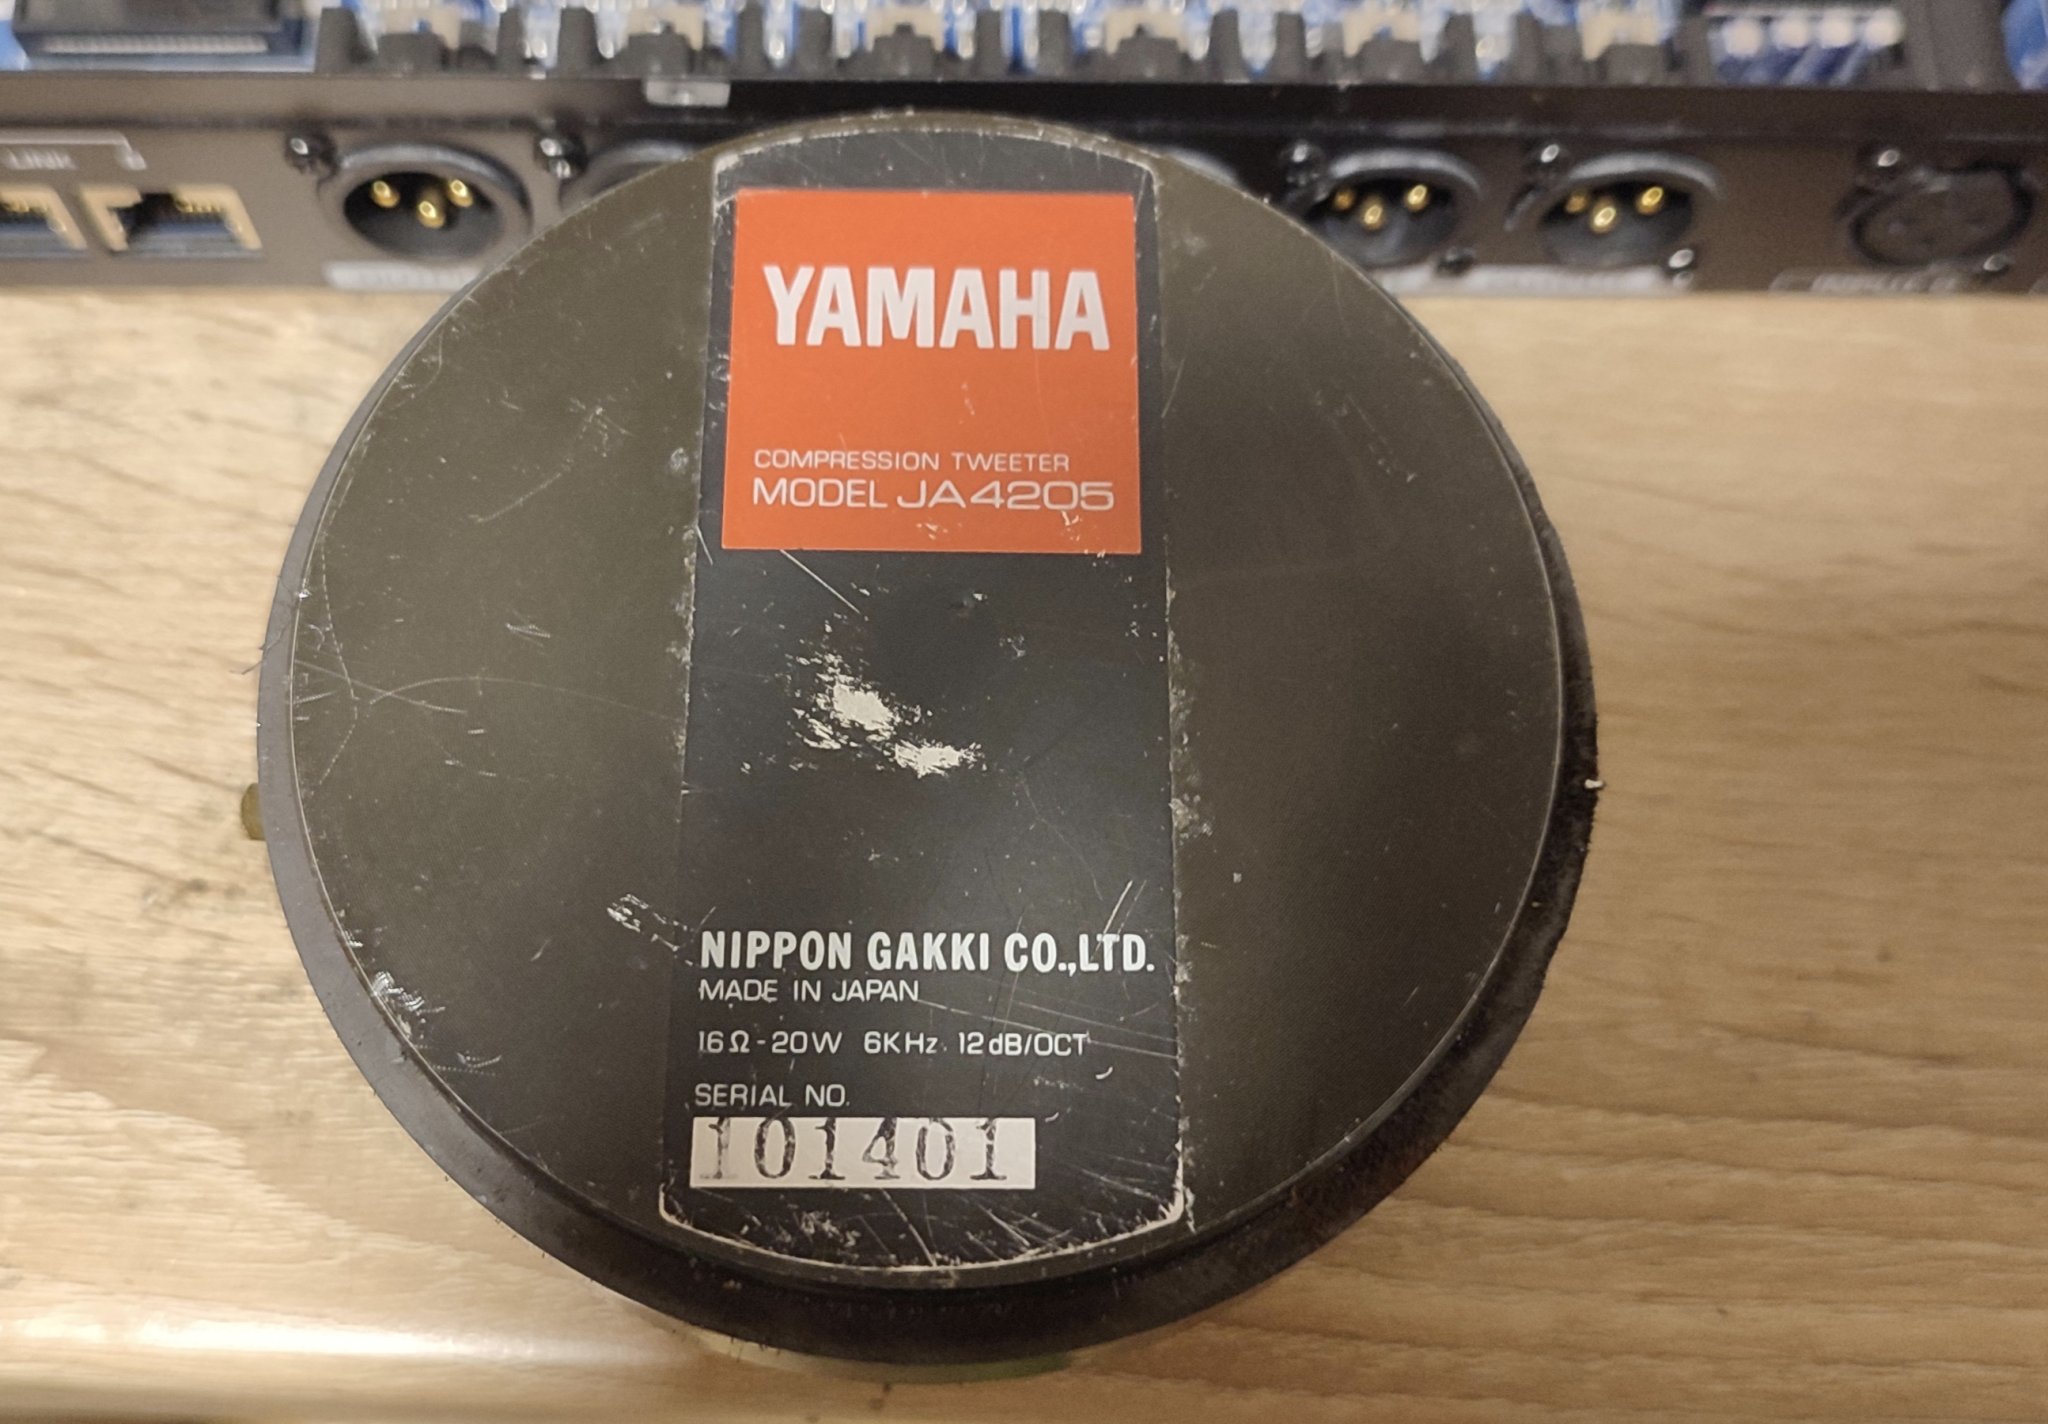 LINK
YAMAHA
COMPRESSION TWEETER
MODEL JA4205
NIPPON GAKKI CO.,LTD.
MADE IN JAPAN
16Ω-20W 6KHz 12dB/OCT
SERIAL NO.
101401